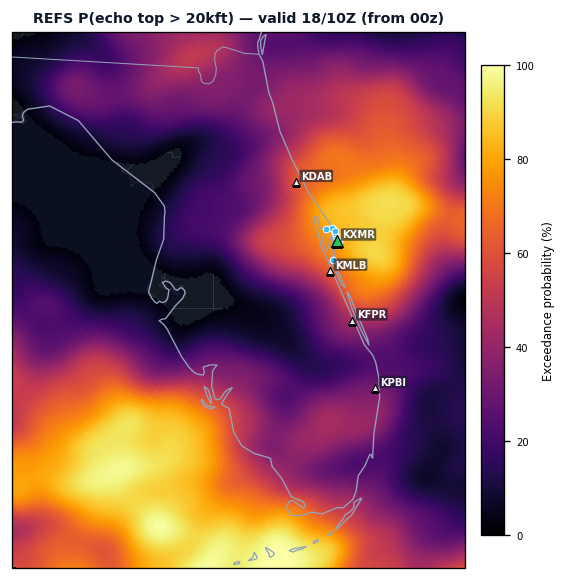 REFS P(echo top > 20kft) — valid 18/10Z (from 00z)
KDAB
KXMR
KMLB
KFPR
KPBI
100
80
60
40
20
0
Exceedance probability (%)